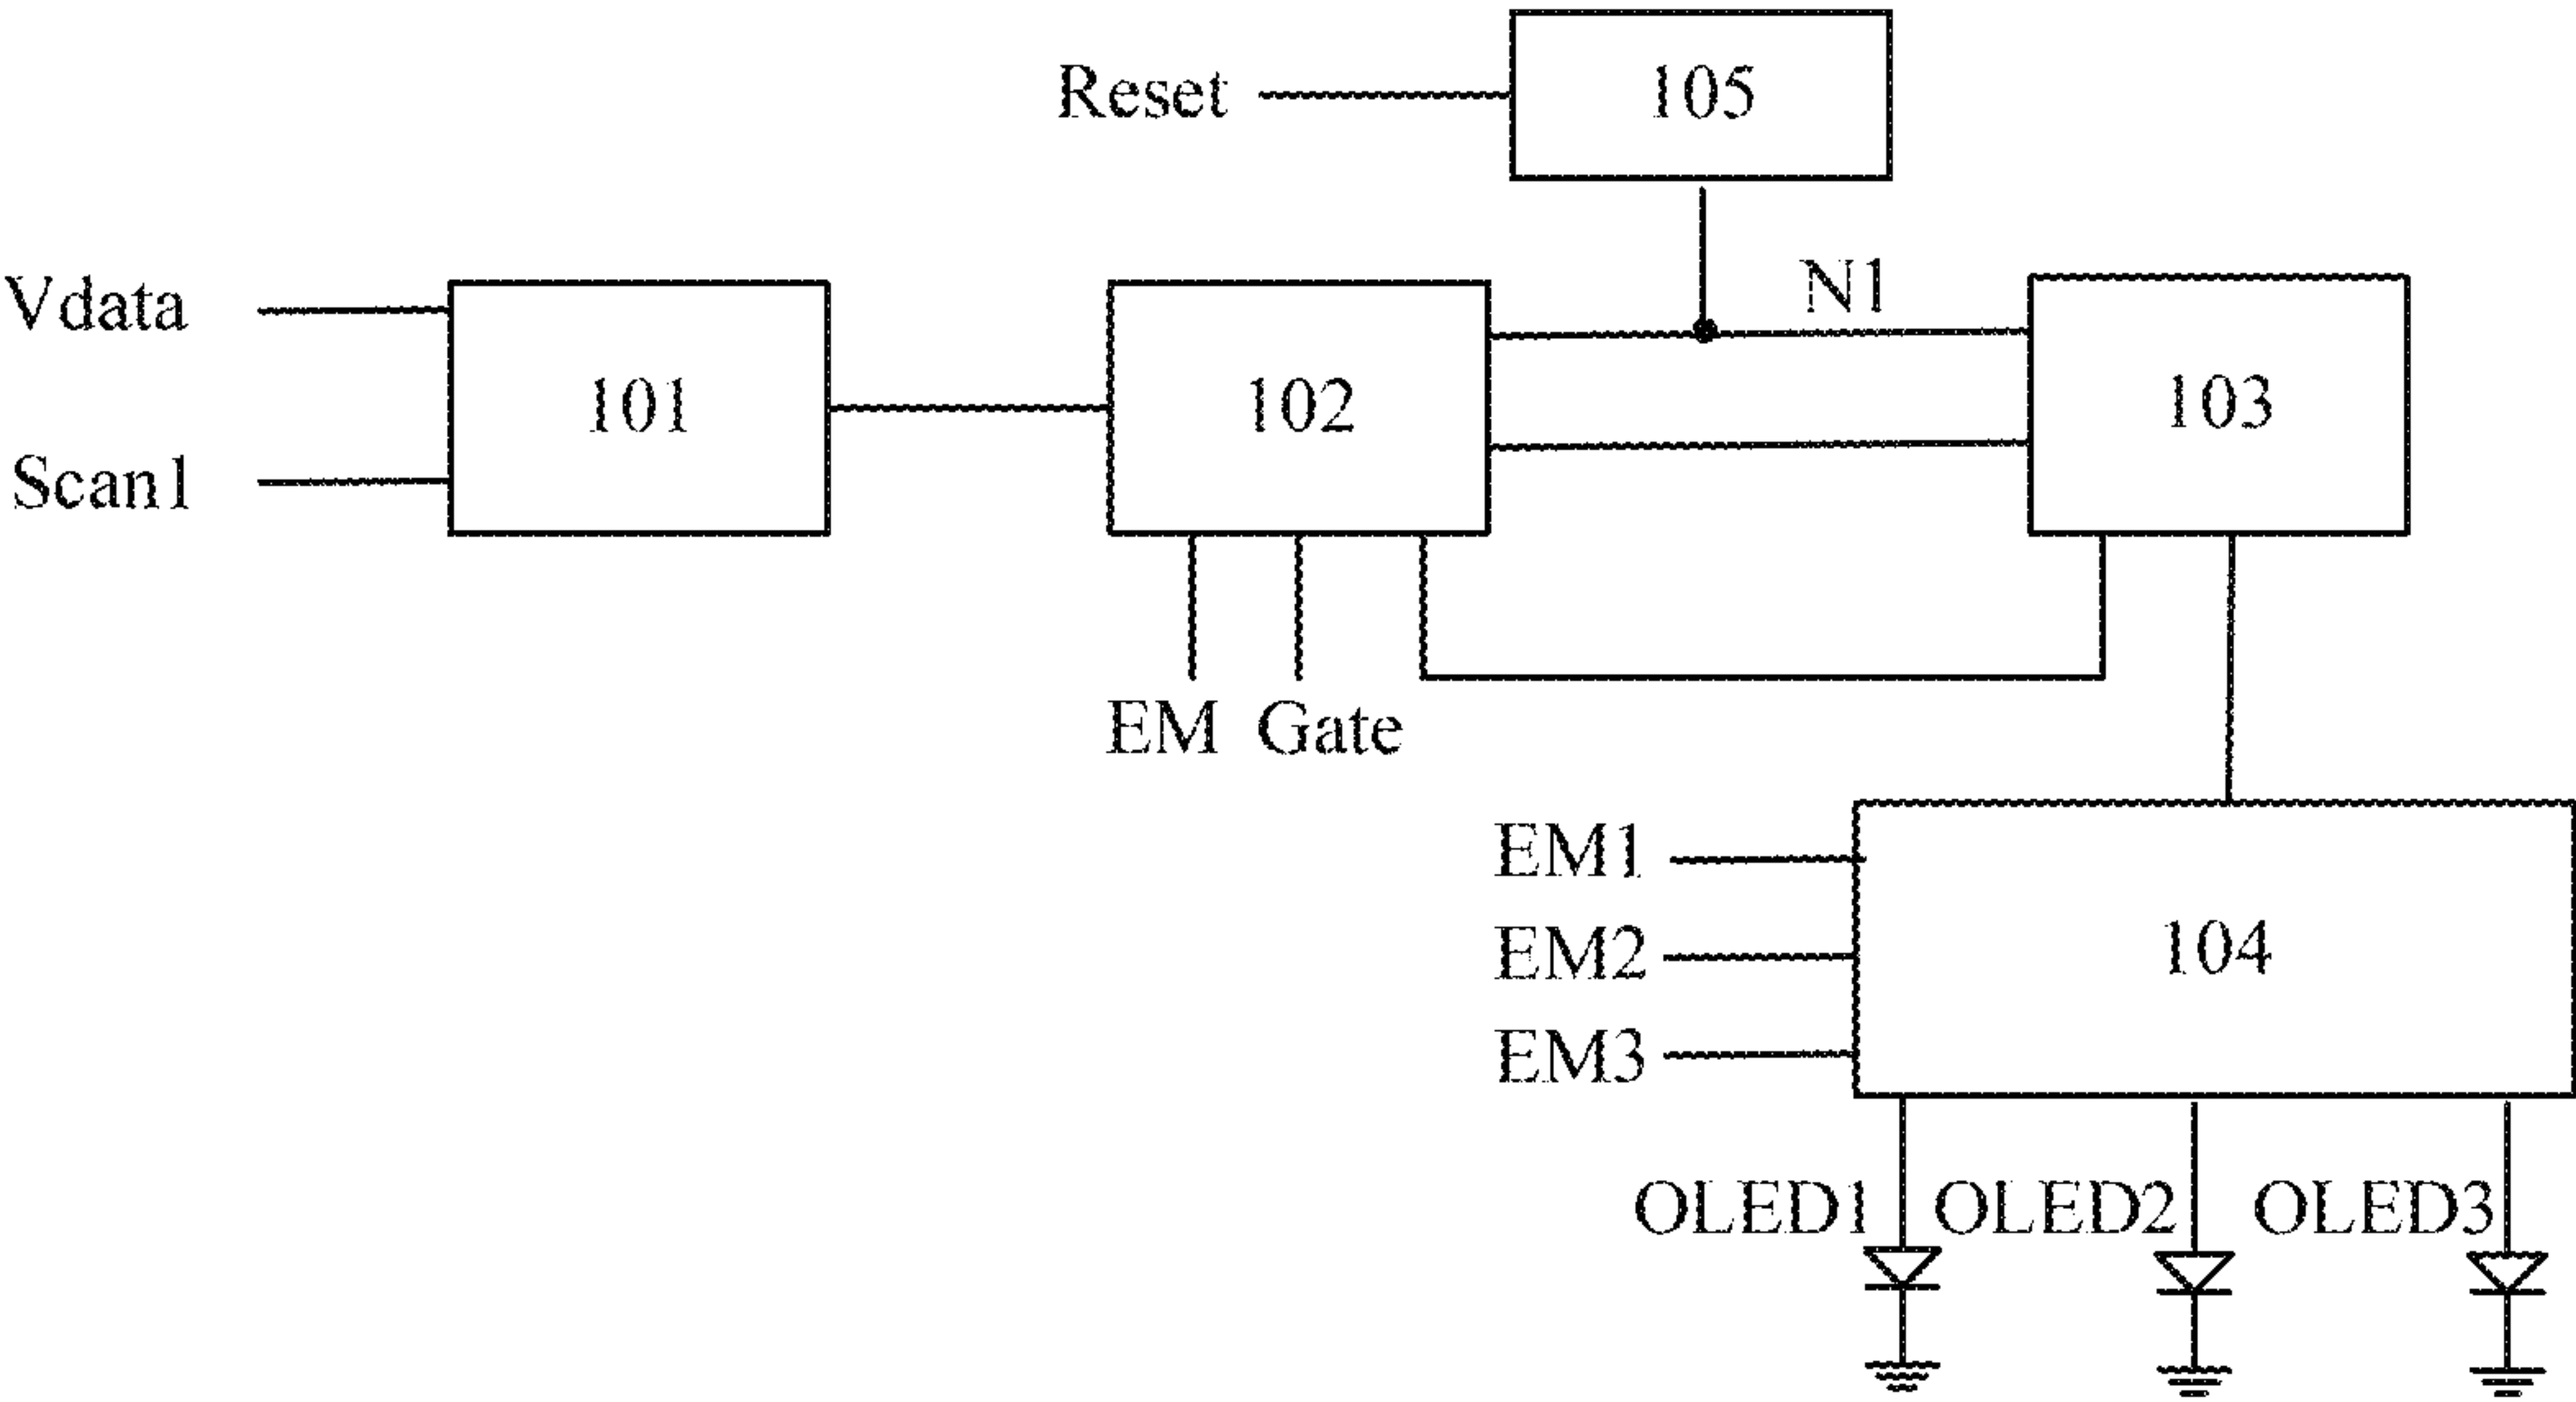 Reset
105
Vdata
N1
101
102
103
Scan1
EM Gate
EM1
EM2
104
EM3
OLED1 OLED2 OLED3